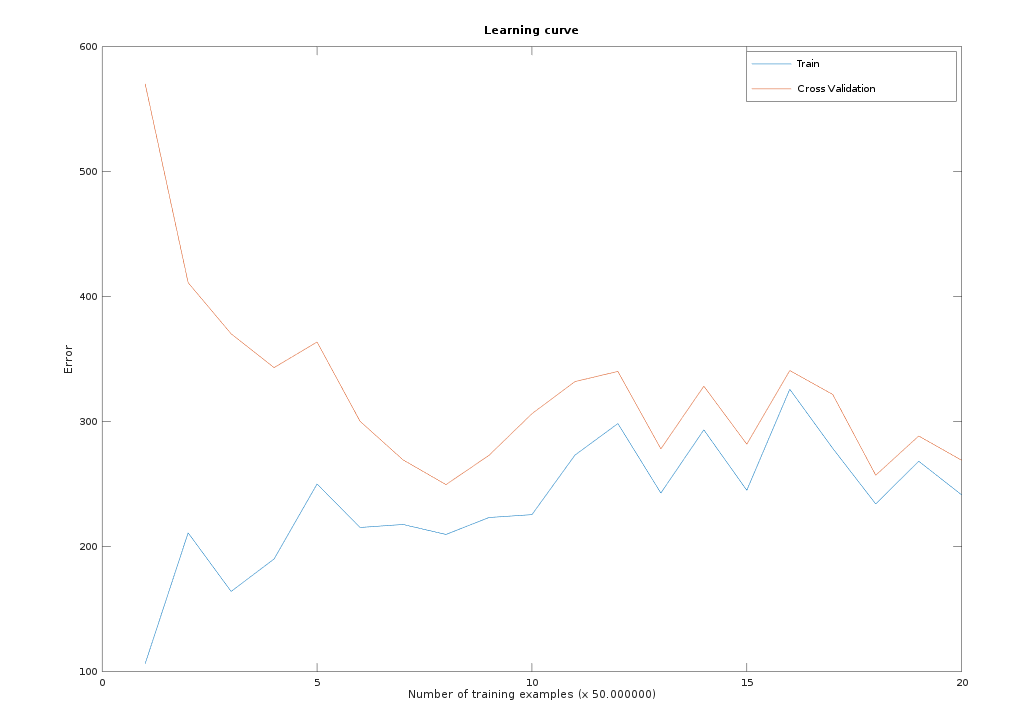 Learning curve
600
Train
Cross Validation
500
400
Error
300
200
100
0
5
10
15
20
Number of training examples (x 50.000000)